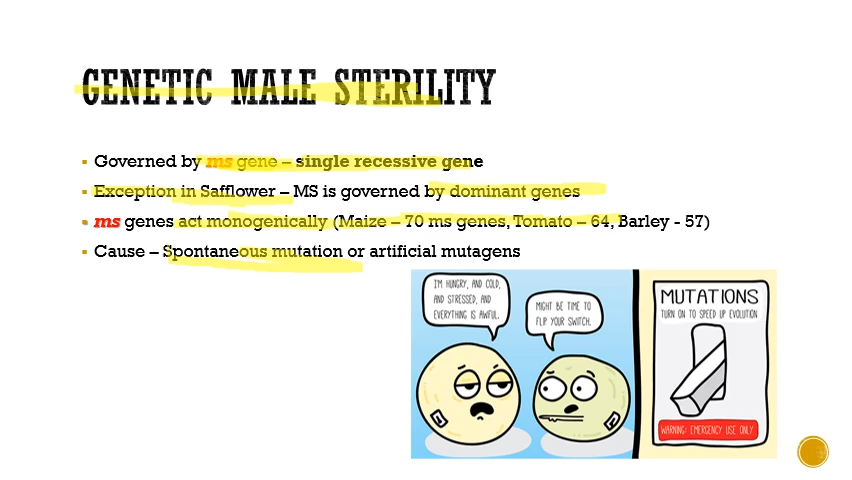 GENETIC MALE STERILITY
Governed by ms gene – single recessive gene
Exception in Safflower – MS is governed by dominant genes
ms genes act monogenically (Maize – 70 ms genes, Tomato – 64, Barley - 57)
Cause – Spontaneous mutation or artificial mutagens
I'M HUNGRY, AND COLD,
AND STRESSED, AND
EVERYTHING IS AWFUL.
MIGHT BE TIME TO
FLIP YOUR SWITCH.
MUTATIONS
TURN ON TO SPEED UP EVOLUTION
WARNING: EMERGENCY USE ONLY